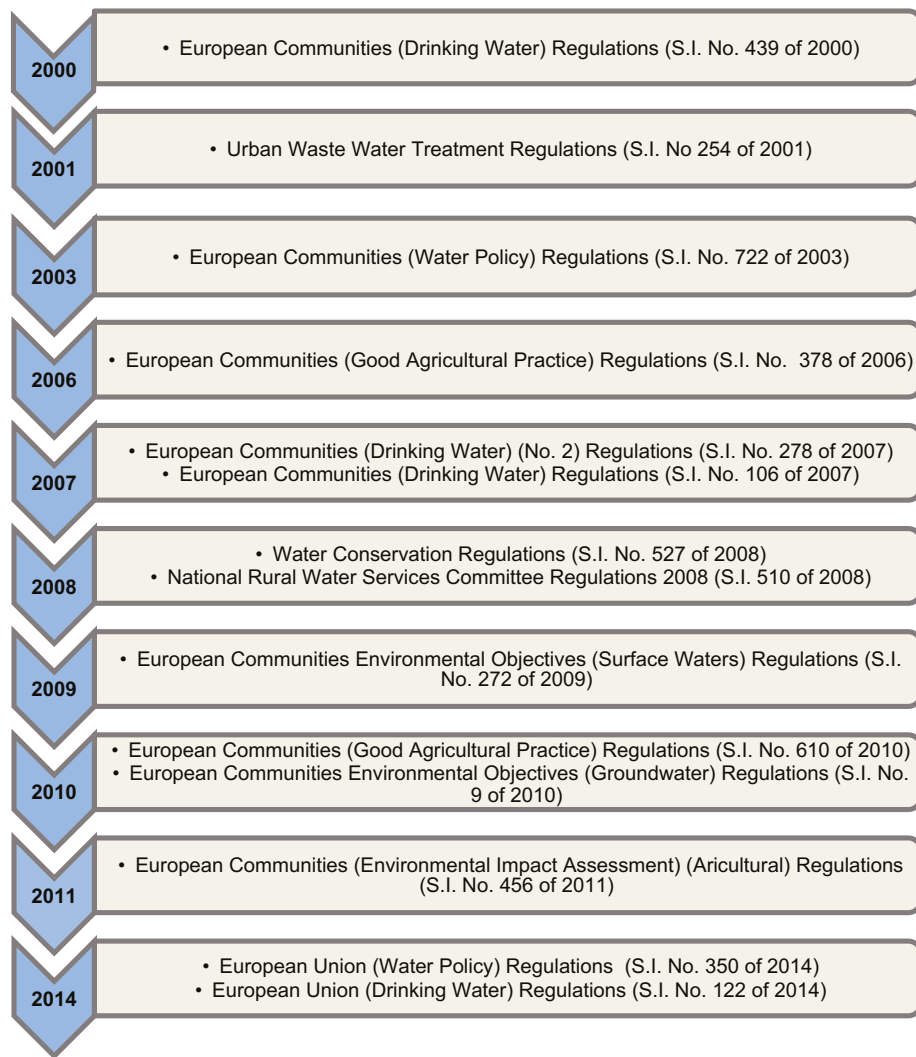 2000
• European Communities (Drinking Water) Regulations (S.I. No. 439 of 2000)
2001
• Urban Waste Water Treatment Regulations (S.I. No 254 of 2001)
2003
• European Communities (Water Policy) Regulations (S.I. No. 722 of 2003)
2006
• European Communities (Good Agricultural Practice) Regulations (S.I. No.  378 of 2006)
2007
• European Communities (Drinking Water) (No. 2) Regulations (S.I. No. 278 of 2007)
• European Communities (Drinking Water) Regulations (S.I. No. 106 of 2007)
2008
• Water Conservation Regulations (S.I. No. 527 of 2008)
• National Rural Water Services Committee Regulations 2008 (S.I. 510 of 2008)
2009
• European Communities Environmental Objectives (Surface Waters) Regulations (S.I.
No. 272 of 2009)
2010
• European Communities (Good Agricultural Practice) Regulations (S.I. No. 610 of 2010)
• European Communities Environmental Objectives (Groundwater) Regulations (S.I. No.
9 of 2010)
2011
• European Communities (Environmental Impact Assessment) (Aricultural) Regulations
(S.I. No. 456 of 2011)
2014
• European Union (Water Policy) Regulations  (S.I. No. 350 of 2014)
• European Union (Drinking Water) Regulations (S.I. No. 122 of 2014)